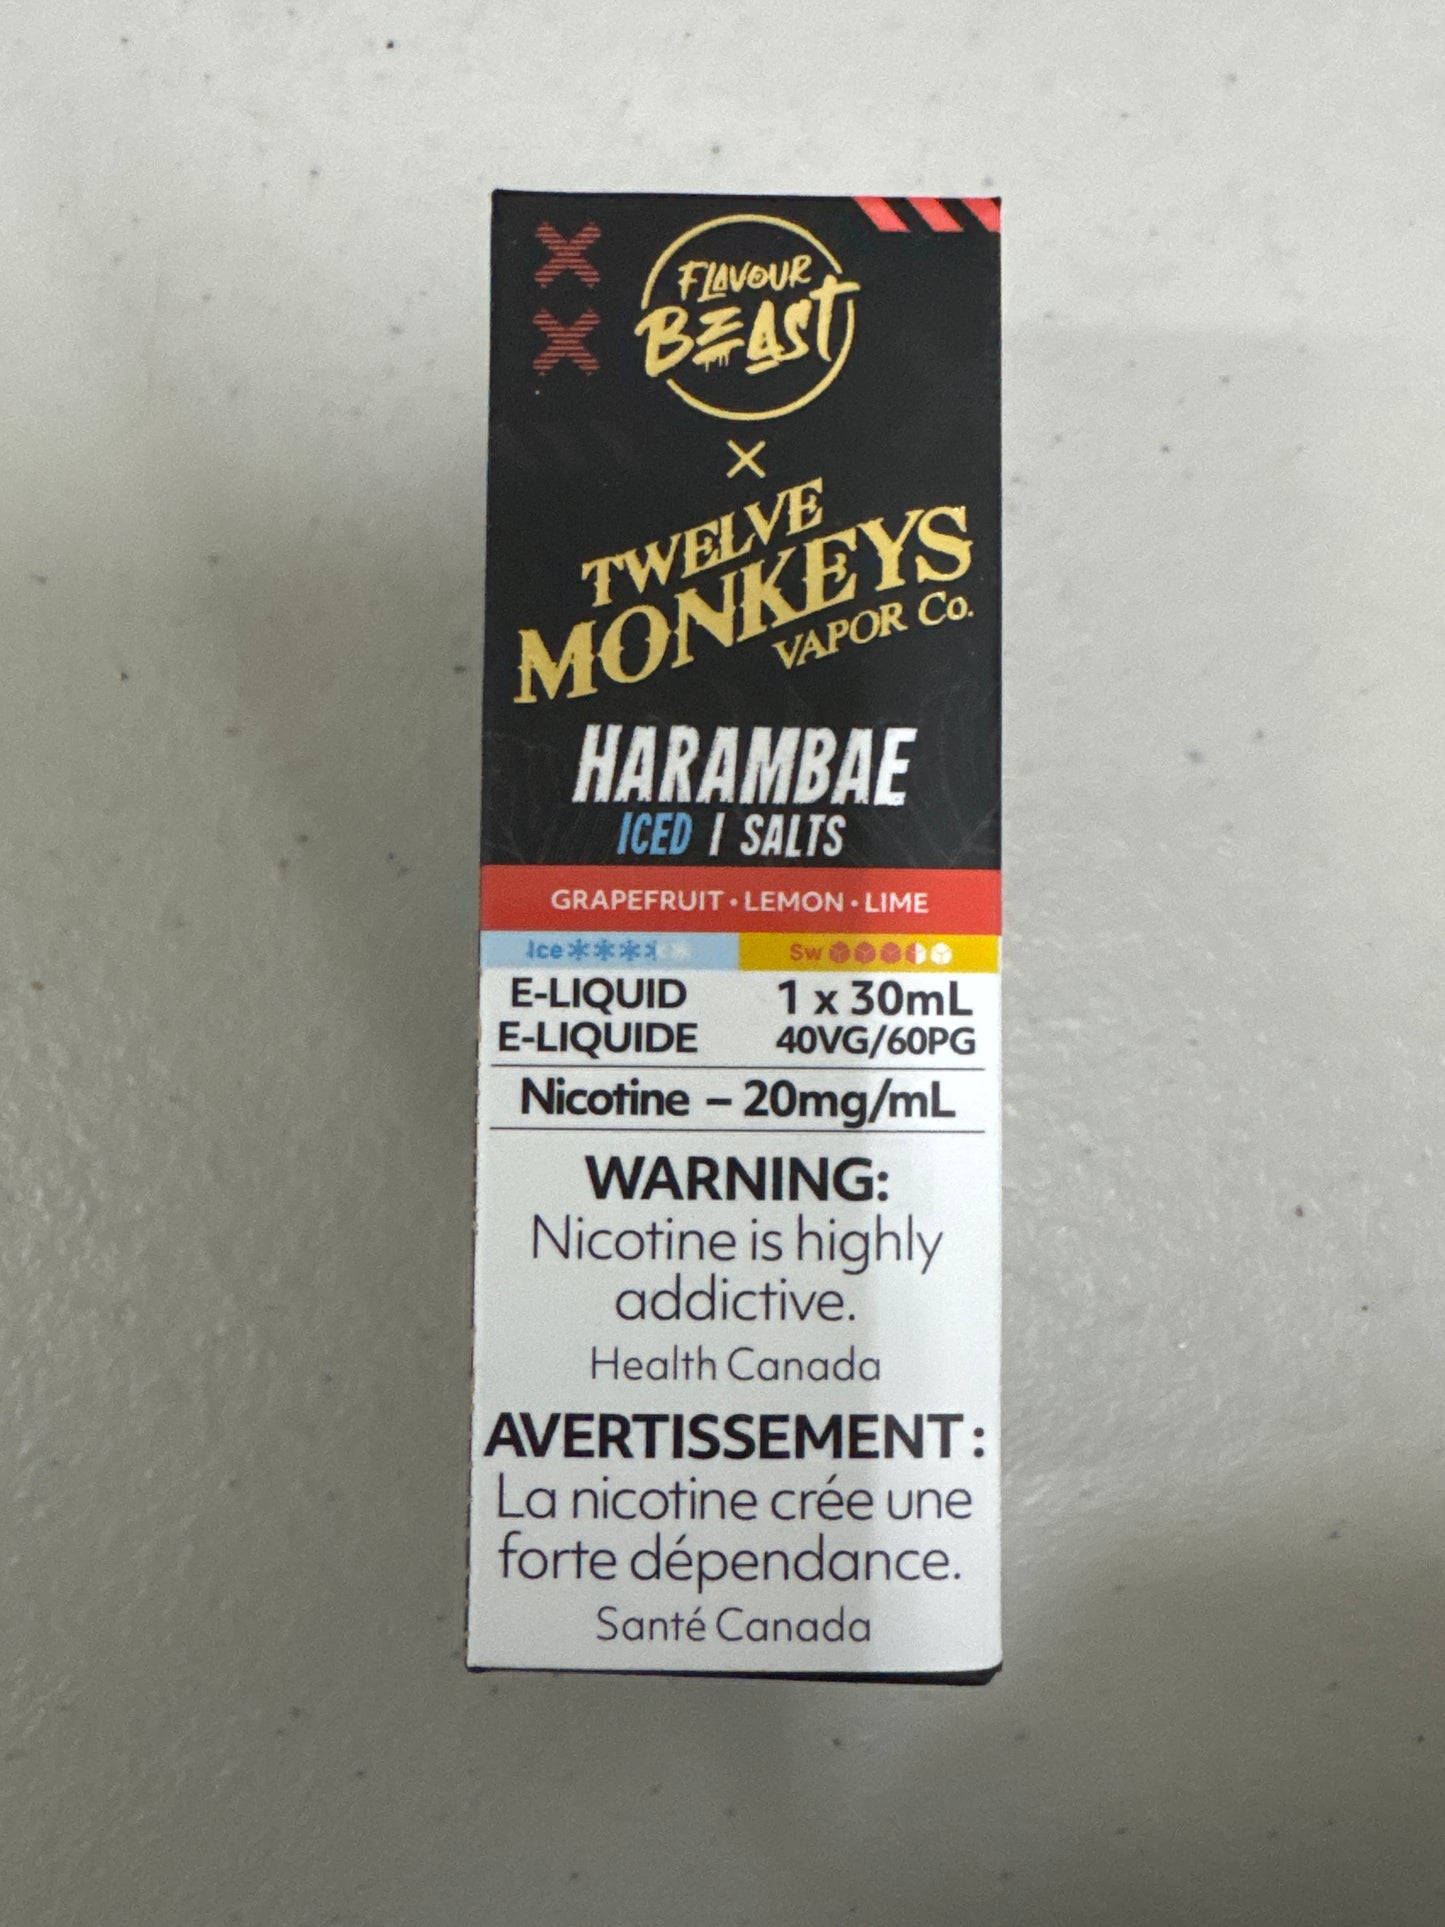 FLAVOUR
BEAST
X
TWELVE
MONKEYS
VAPOR Co.
HARAMBAE
ICED | SALTS
GRAPEFRUIT • LEMON • LIME
Ice
Sw
E-LIQUID 1 x 30mL
E-LIQUIDE 40VG/60PG
Nicotine – 20mg/mL
WARNING:
Nicotine is highly
addictive.
Health Canada
AVERTISSEMENT :
La nicotine crée une
forte dépendance.
Santé Canada